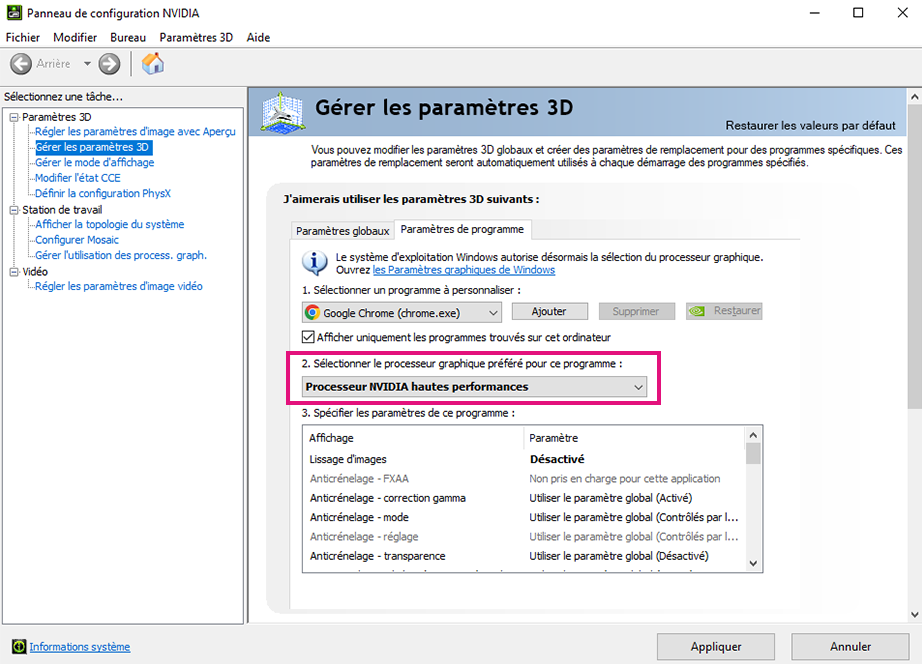 Panneau de configuration NVIDIA
Fichier Modifier Bureau Paramètres 3D Aide
Arrière
Sélectionnez une tâche...
Paramètres 3D
Régler les paramètres d'image avec Aperçu
Gérer les paramètres 3D
Gérer le mode d'affichage
Modifier l'état CCE
Définir la configuration PhysX
Station de travail
Afficher la topologie du système
Configurer Mosaic
Gérer l'utilisation des process. graph.
Vidéo
Régler les paramètres d'image vidéo
Informations système
Gérer les paramètres 3D
Restaurer les valeurs par défaut
Vous pouvez modifier les paramètres 3D globaux et créer des paramètres de remplacement pour des programmes spécifiques. Ces
paramètres de remplacement seront automatiquement utilisés à chaque démarrage des programmes spécifiés.
J'aimerais utiliser les paramètres 3D suivants :
Paramètres globaux Paramètres de programme
Le système d'exploitation Windows autorise désormais la sélection du processeur graphique.
Ouvrez les Paramètres graphiques de Windows
1. Sélectionner un programme à personnaliser :
Google Chrome (chrome.exe) Ajouter Supprimer Restaurer
Afficher uniquement les programmes trouvés sur cet ordinateur
2. Sélectionner le processeur graphique préféré pour ce programme :
Processeur NVIDIA hautes performances
3. Spécifier les paramètres de ce programme :
Affichage Paramètre
Lissage d'images Désactivé
Anticrénelage - FXAA Non pris en charge pour cette application
Anticrénelage - correction gamma Utiliser le paramètre global (Activé)
Anticrénelage - mode Utiliser le paramètre global (Contrôlés par l...
Anticrénelage - réglage Utiliser le paramètre global (Contrôlés par l...
Anticrénelage - transparence Utiliser le paramètre global (Désactivé)
Appliquer Annuler